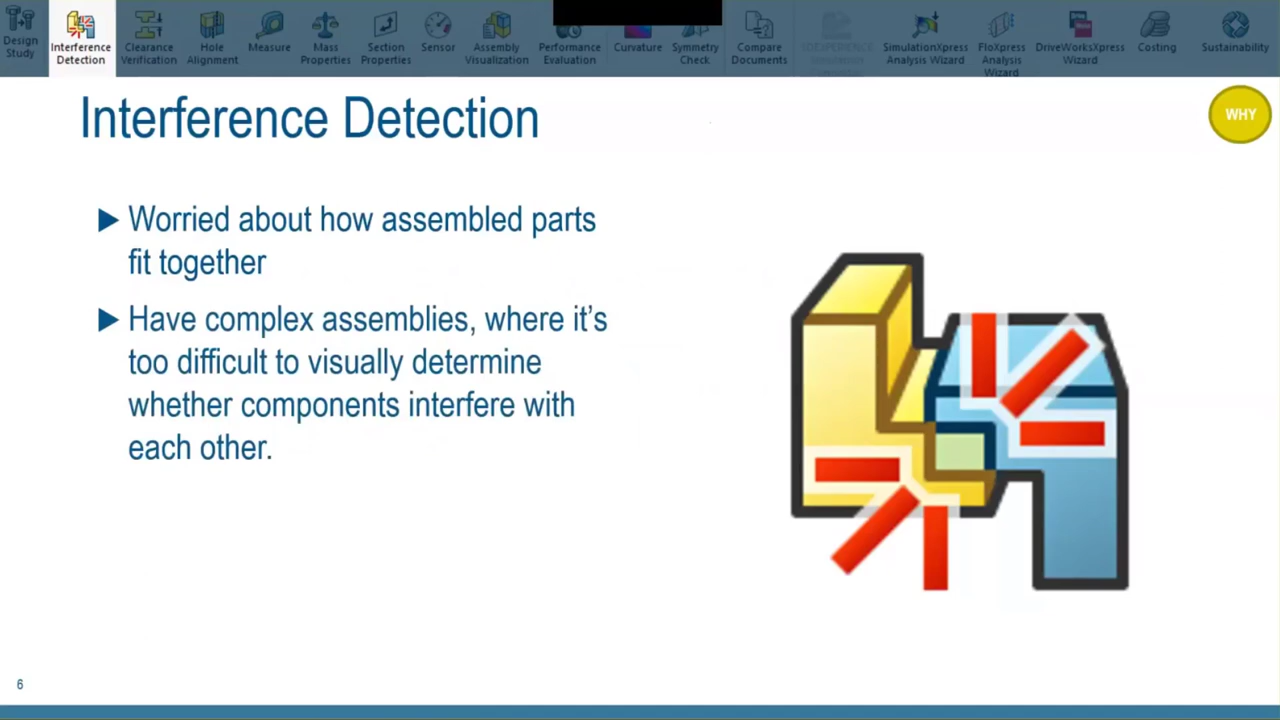 Design Study
Interference Detection
Clearance Verification
Hole Alignment
Measure
Mass Properties
Section Properties
Sensor
Assembly Visualization
Performance Evaluation
Curvature
Symmetry Check
Compare Documents
SimulationXpress Analysis Wizard
FloXpress Analysis Wizard
DriveWorksXpress Wizard
Costing
Sustainability
Interference Detection
WHY
Worried about how assembled parts
fit together
Have complex assemblies, where it’s
too difficult to visually determine
whether components interfere with
each other.
6